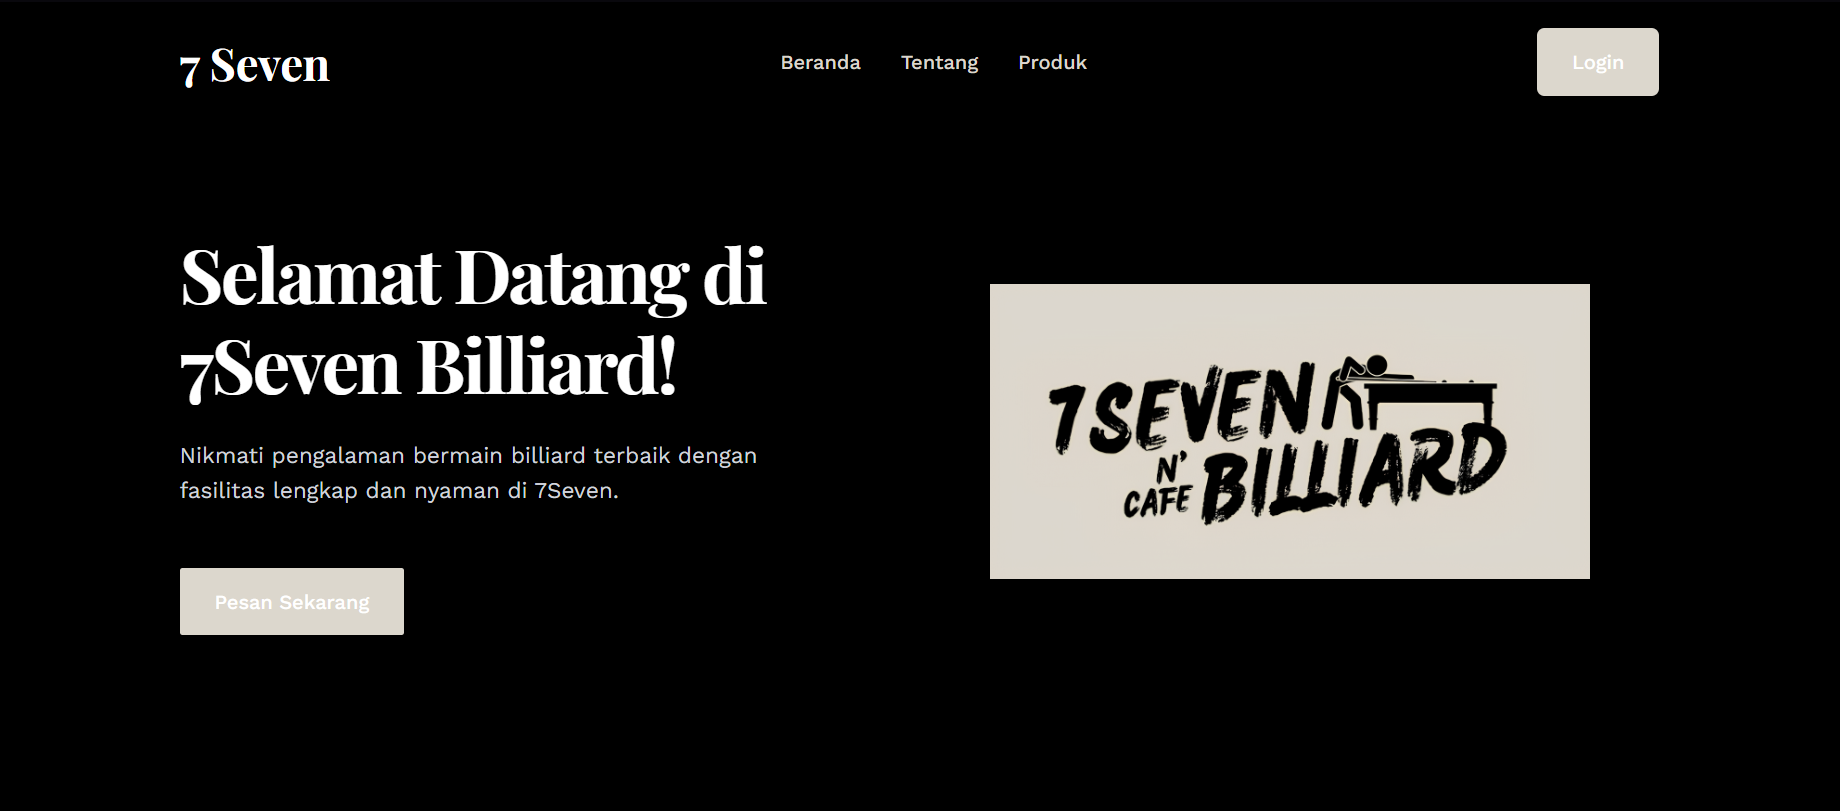 7 Seven
Beranda Tentang Produk
Login
Selamat Datang di
7Seven Billiard!
Nikmati pengalaman bermain billiard terbaik dengan
fasilitas lengkap dan nyaman di 7Seven.
Pesan Sekarang
7SEVEN
N'
CAFE BILLIARD